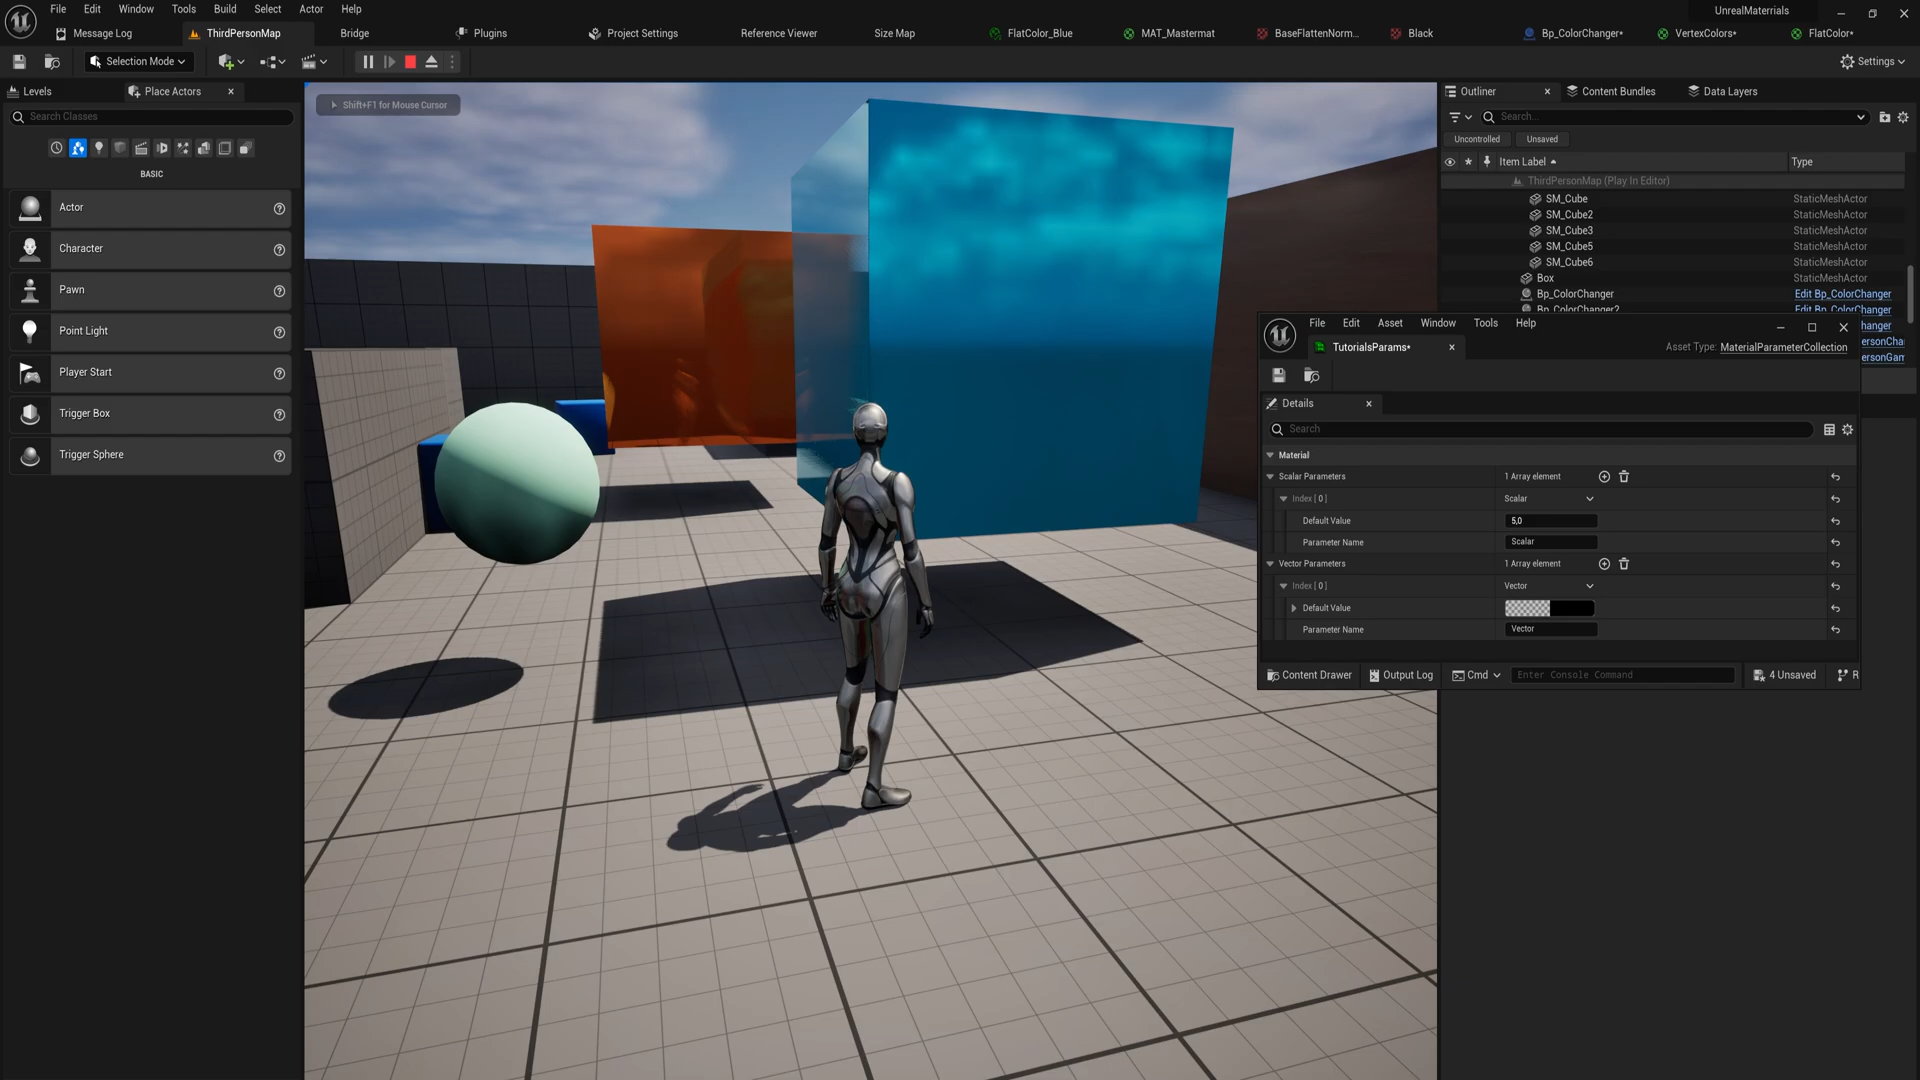 File Edit Window Tools Build Select Actor Help
UnrealMaterrials
Message Log ThirdPersonMap Bridge Plugins Project Settings Reference Viewer Size Map FlatColor_Blue MAT_Mastermat BaseFlattenNorm... Black Bp_ColorChanger* VertexColors* FlatColor*
Selection Mode Settings
Levels Place Actors
Search Classes
BASIC
Actor
Character
Pawn
Point Light
Player Start
Trigger Box
Trigger Sphere
Shift+F1 for Mouse Cursor
Outliner Content Bundles Data Layers
Search...
Uncontrolled Unsaved
Item Label Type
ThirdPersonMap (Play In Editor)
SM_Cube StaticMeshActor
SM_Cube2 StaticMeshActor
SM_Cube3 StaticMeshActor
SM_Cube5 StaticMeshActor
SM_Cube6 StaticMeshActor
Box StaticMeshActor
Bp_ColorChanger Edit Bp_ColorChanger
Bp_ColorChanger2 Edit Bp_ColorChanger
hanger
ersonCha
ersonGam
File Edit Asset Window Tools Help
TutorialsParams* Asset Type: MaterialParameterCollection
Details
Search
Material
Scalar Parameters 1 Array element
Index [ 0 ] Scalar
Default Value 5,0
Parameter Name Scalar
Vector Parameters 1 Array element
Index [ 0 ] Vector
Default Value
Parameter Name Vector
Content Drawer Output Log Cmd Enter Console Command 4 Unsaved R